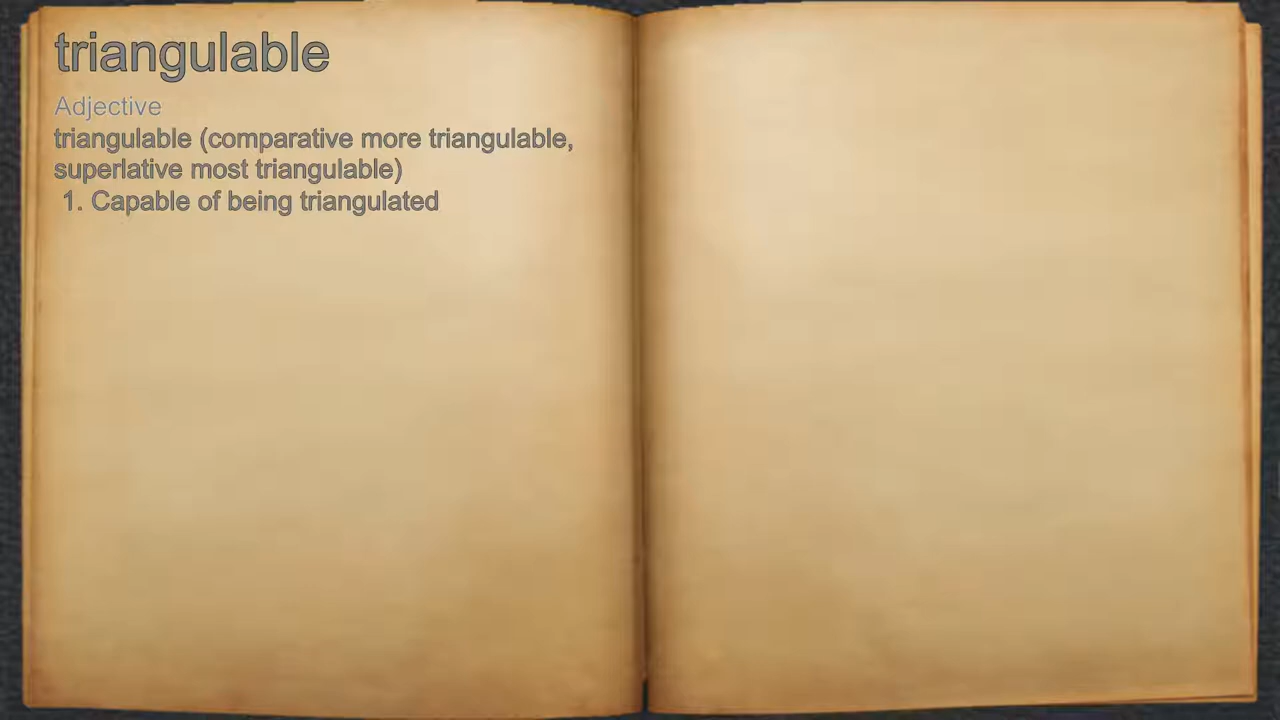 triangulable
Adjective
triangulable (comparative more triangulable,
superlative most triangulable)
1. Capable of being triangulated